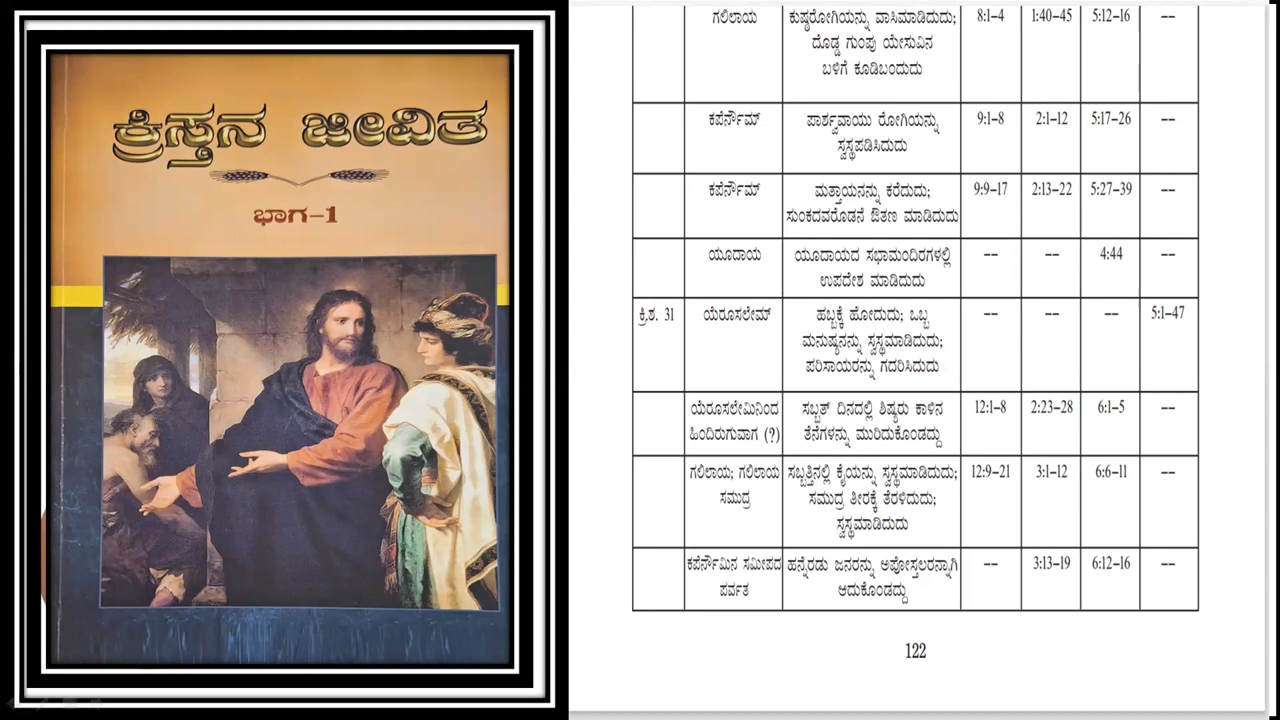 ಕ್ರಿಸ್ತನ ಜೀವಿತ
ಭಾಗ-1
ಗಲಿಲಾಯ ಕುಷ್ಠರೋಗಿಯನ್ನು ವಾಸಿಮಾಡಿದುದು; 8:1-4 1:40-45 5:12-16 --
ದೊಡ್ಡ ಗುಂಪು ಯೇಸುವಿನ
ಬಳಿಗೆ ಕೂಡಿಬಂದುದು
ಕಪೆರ್ನೌಮ್ ಪಾರ್ಶ್ವವಾಯು ರೋಗಿಯನ್ನು 9:1-8 2:1-12 5:17-26 --
ಸ್ವಸ್ಥಪಡಿಸಿದುದು
ಕಪೆರ್ನೌಮ್ ಮತ್ತಾಯನನ್ನು ಕರೆದುದು; 9:9-17 2:13-22 5:27-39 --
ಸುಂಕದವರೊಡನೆ ಔತಣ ಮಾಡಿದುದು
ಯೂದಾಯ ಯೂದಾಯದ ಸಭಾಮಂದಿರಗಳಲ್ಲಿ -- -- 4:44
ಉಪದೇಶ ಮಾಡಿದುದು
ಕ್ರಿ.ಶ. 31 ಯೆರೂಸಲೇಮ್ ಹಬ್ಬಕ್ಕೆ ಹೋದುದು; ಒಬ್ಬ -- -- -- 5:1-47
ಮನುಷ್ಯನನ್ನು ಸ್ವಸ್ಥಮಾಡಿದುದು;
ಪರಿಸಾಯರನ್ನು ಗದರಿಸಿದುದು
ಯೆರೂಸಲೇಮಿನಿಂದ ಸಬ್ಬತ್ ದಿನದಲ್ಲಿ ಶಿಷ್ಯರು ಕಾಳಿನ 12:1-8 2:23-28 6:1-5 --
ಹಿಂದಿರುಗುವಾಗ (?) ತೆನೆಗಳನ್ನು ಮುರಿದುಕೊಂಡದ್ದು
ಗಲಿಲಾಯ; ಗಲಿಲಾಯ ಸಬ್ಬತ್ತಿನಲ್ಲಿ ಕೈಯನ್ನು ಸ್ವಸ್ಥಮಾಡಿದುದು; 12:9-21 3:1-12 6:6-11 --
ಸಮುದ್ರ ಸಮುದ್ರ ತೀರಕ್ಕೆ ತೆರಳಿದುದು;
ಸ್ವಸ್ಥಮಾಡಿದುದು
ಕಪೆರ್ನೌಮಿನ ಸಮೀಪದ ಹನ್ನೆರಡು ಜನರನ್ನು ಅಪೋಸ್ತಲರನ್ನಾಗಿ -- 3:13-19 6:12-16 --
ಪರ್ವತ ಆದುಕೊಂಡದ್ದು
122